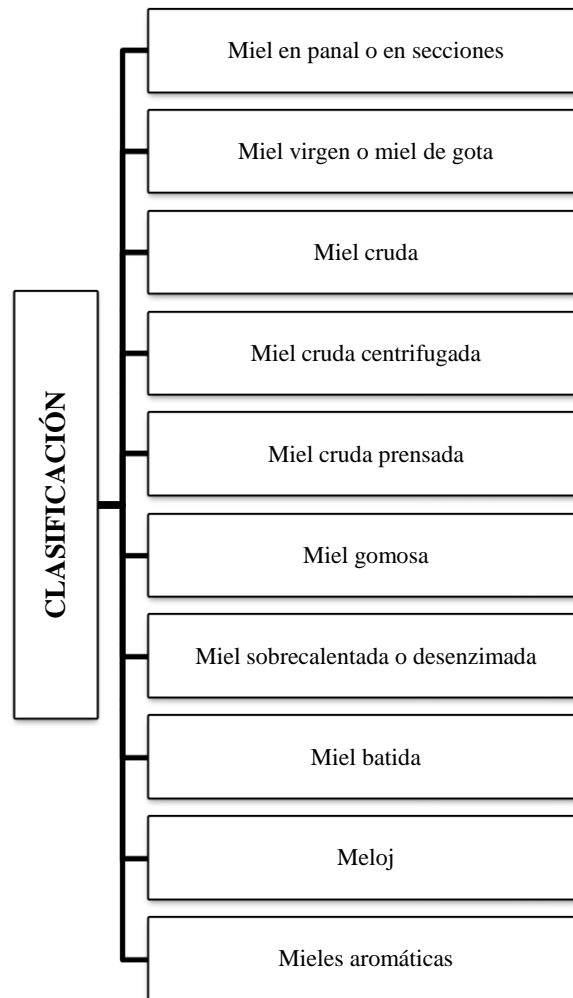 CLASIFICACIÓN
Miel en panal o en secciones
Miel virgen o miel de gota
Miel cruda
Miel cruda centrifugada
Miel cruda prensada
Miel gomosa
Miel sobrecalentada o desenzimada
Miel batida
Meloj
Mieles aromáticas